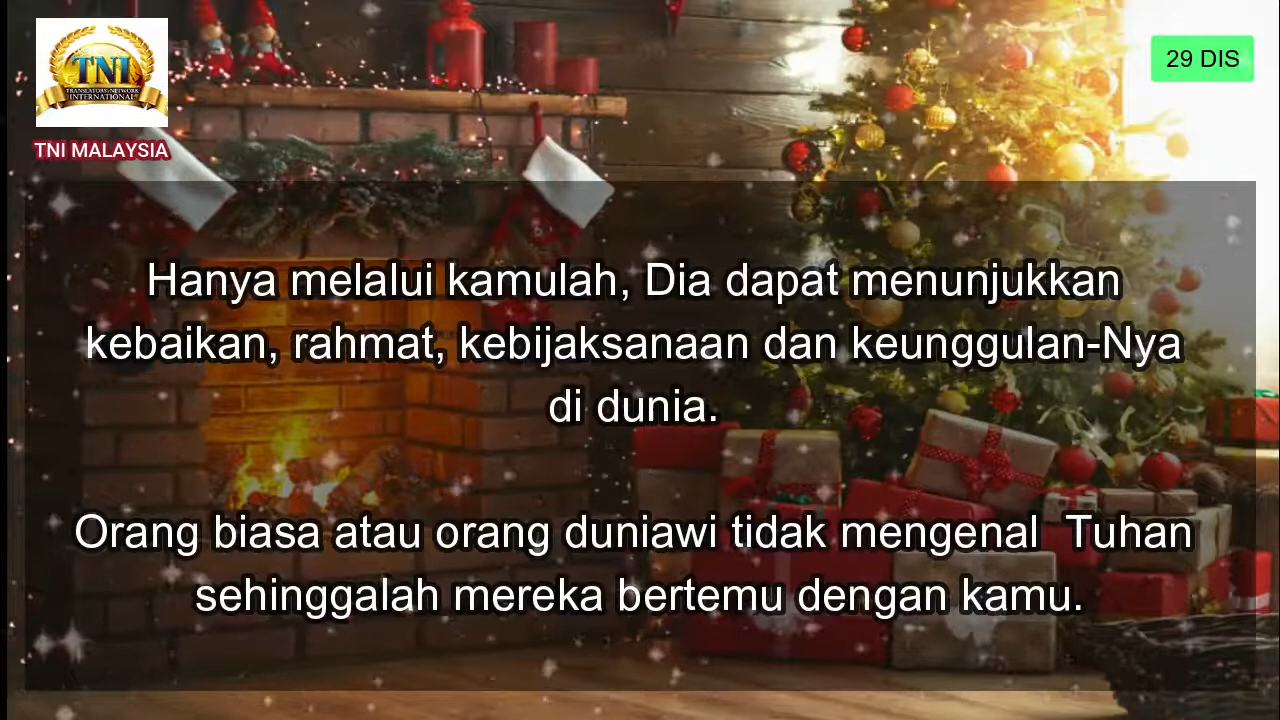 TNI
TRANSLATORS NETWORK
INTERNATIONAL
TNI MALAYSIA
29 DIS
Hanya melalui kamulah, Dia dapat menunjukkan
kebaikan, rahmat, kebijaksanaan dan keunggulan-Nya
di dunia.
Orang biasa atau orang duniawi tidak mengenal  Tuhan
sehinggalah mereka bertemu dengan kamu.